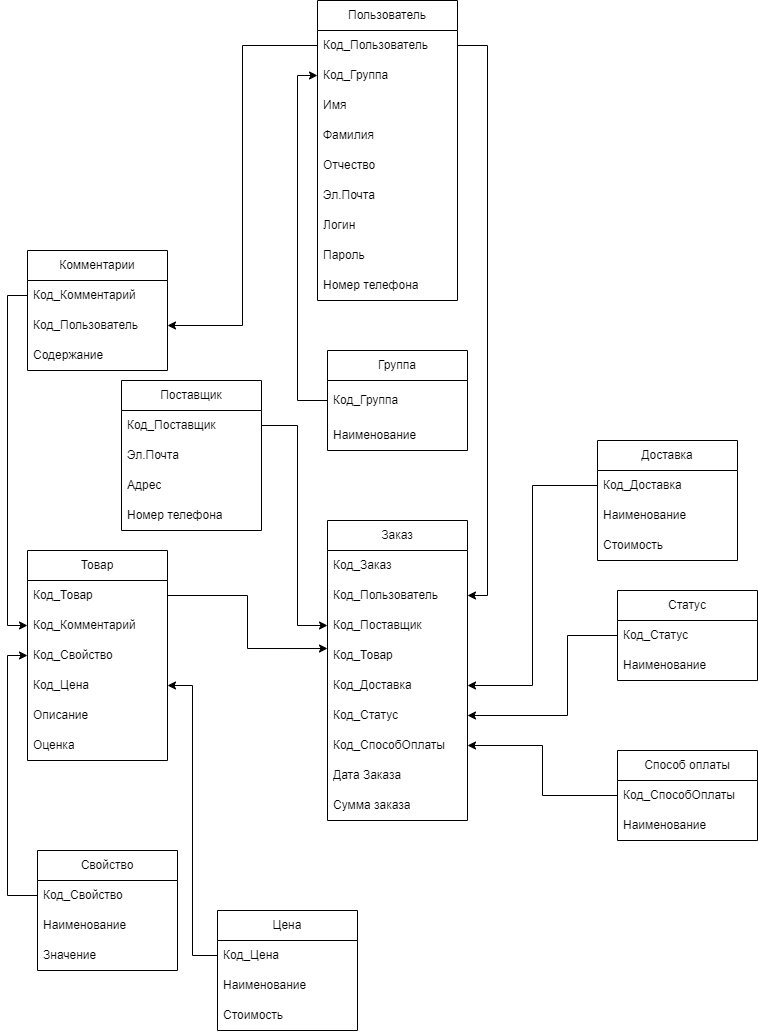 Пользователь
Код_Пользователь
Код_Группа
Имя
Фамилия
Отчество
Эл.Почта
Логин
Пароль
Номер телефона
Комментарии
Код_Комментарий
Код_Пользователь
Содержание
Группа
Код_Группа
Наименование
Поставщик
Код_Поставщик
Эл.Почта
Адрес
Номер телефона
Доставка
Код_Доставка
Наименование
Стоимость
Заказ
Код_Заказ
Код_Пользователь
Код_Поставщик
Код_Товар
Код_Доставка
Код_Статус
Код_СпособОплаты
Дата Заказа
Сумма заказа
Товар
Код_Товар
Код_Комментарий
Код_Свойство
Код_Цена
Описание
Оценка
Статус
Код_Статус
Наименование
Способ оплаты
Код_СпособОплаты
Наименование
Свойство
Код_Свойство
Наименование
Значение
Цена
Код_Цена
Наименование
Стоимость